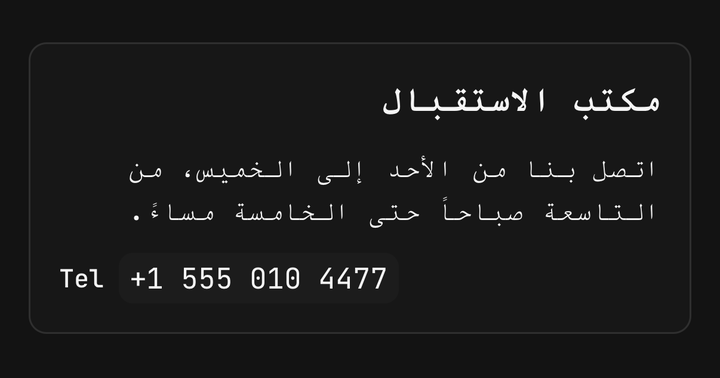 مكتب الاستقبال
اتصل بنا من الأحد إلى الخميس، من
التاسعة صباحاً حتى الخامسة مساءً.
Tel +1 555 010 4477